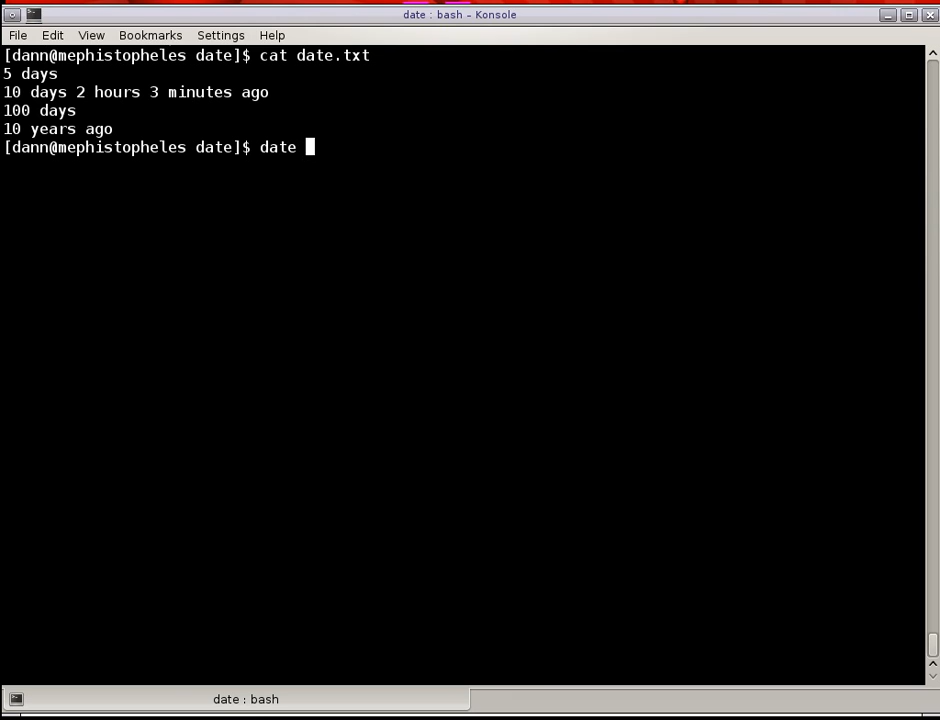 date : bash – Konsole
File Edit View Bookmarks Settings Help
[dann@mephistopheles date]$ cat date.txt
5 days
10 days 2 hours 3 minutes ago
100 days
10 years ago
[dann@mephistopheles date]$ date
date : bash